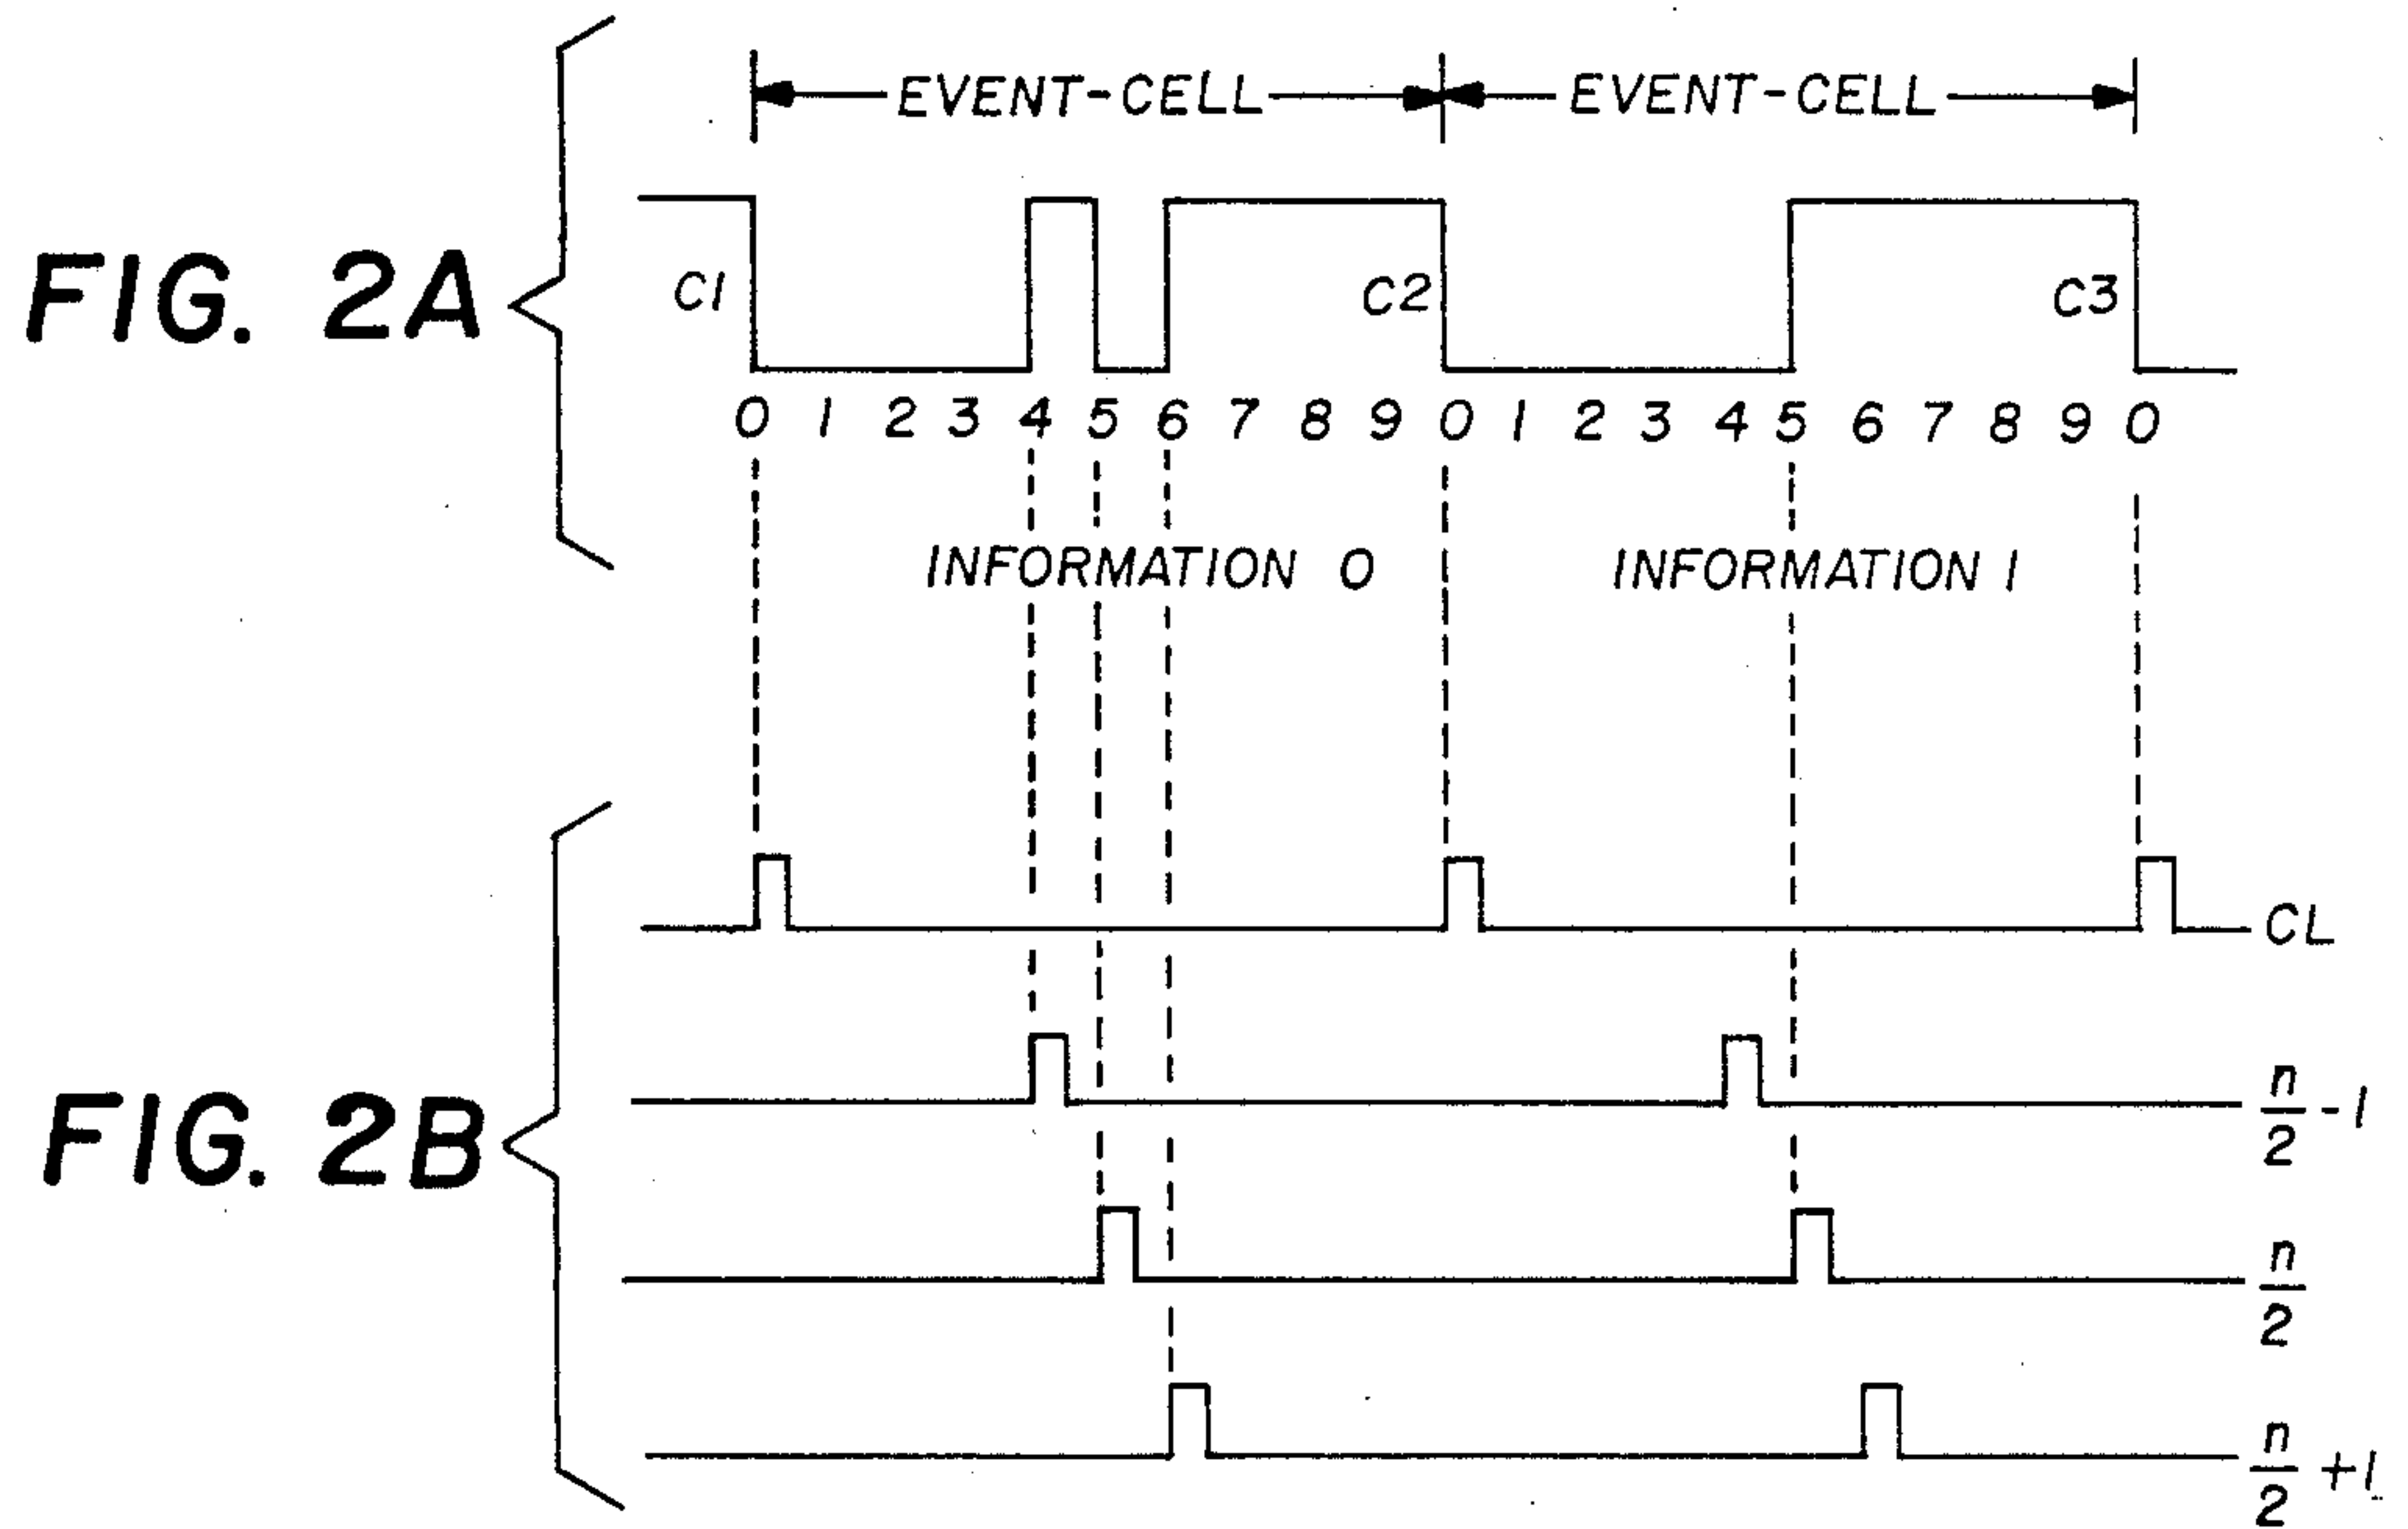 EVENT-CELL EVENT-CELL
FIG. 2A
C1 C2 C3
0 1 2 3 4 5 6 7 8 9 0 1 2 3 4 5 6 7 8 9 0
INFORMATION 0 INFORMATION 1
CL
n/2 -1
FIG. 2B
n/2
n/2 +1